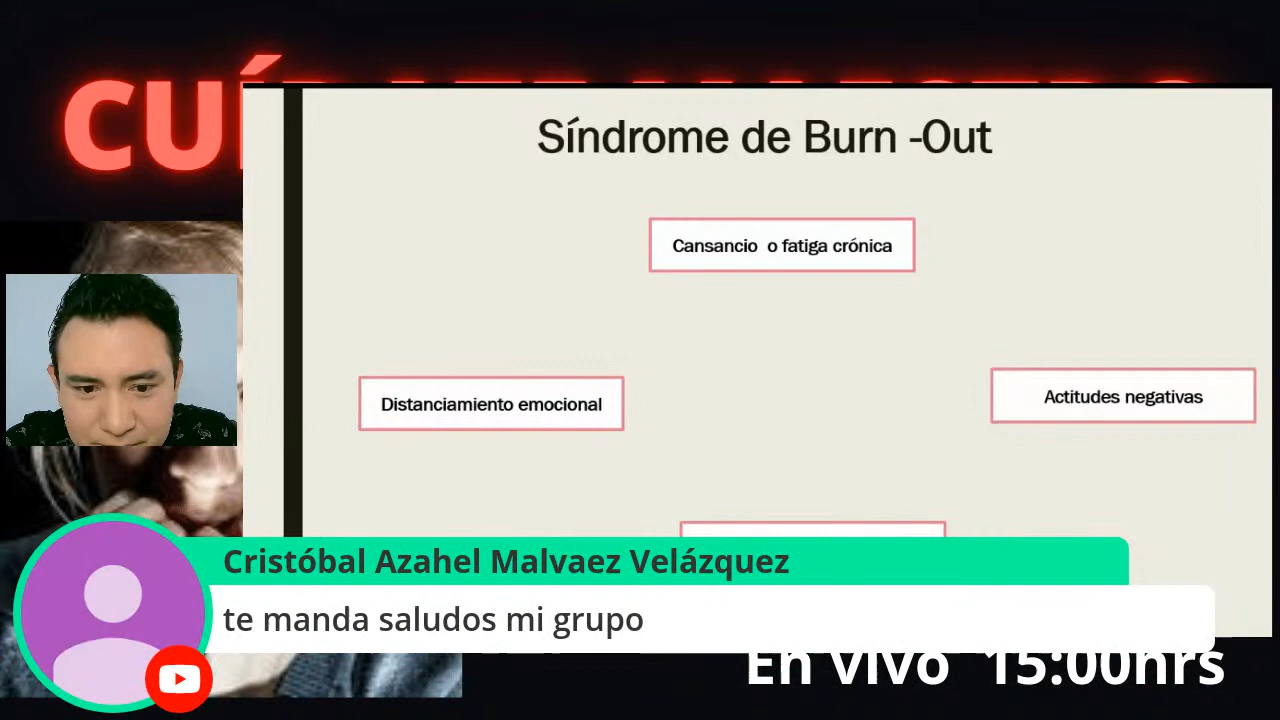 CUÍ
Síndrome de Burn -Out
Cansancio o fatiga crónica
Distanciamiento emocional
Actitudes negativas
Cristóbal Azahel Malvaez Velázquez
te manda saludos mi grupo
En vivo 15:00hrs